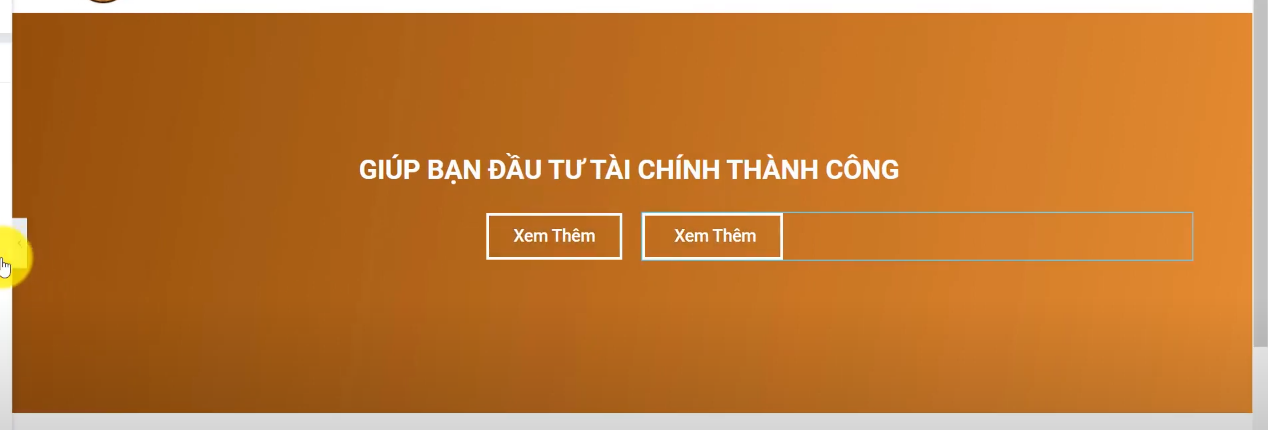 GIÚP BẠN ĐẦU TƯ TÀI CHÍNH THÀNH CÔNG
Xem Thêm Xem Thêm